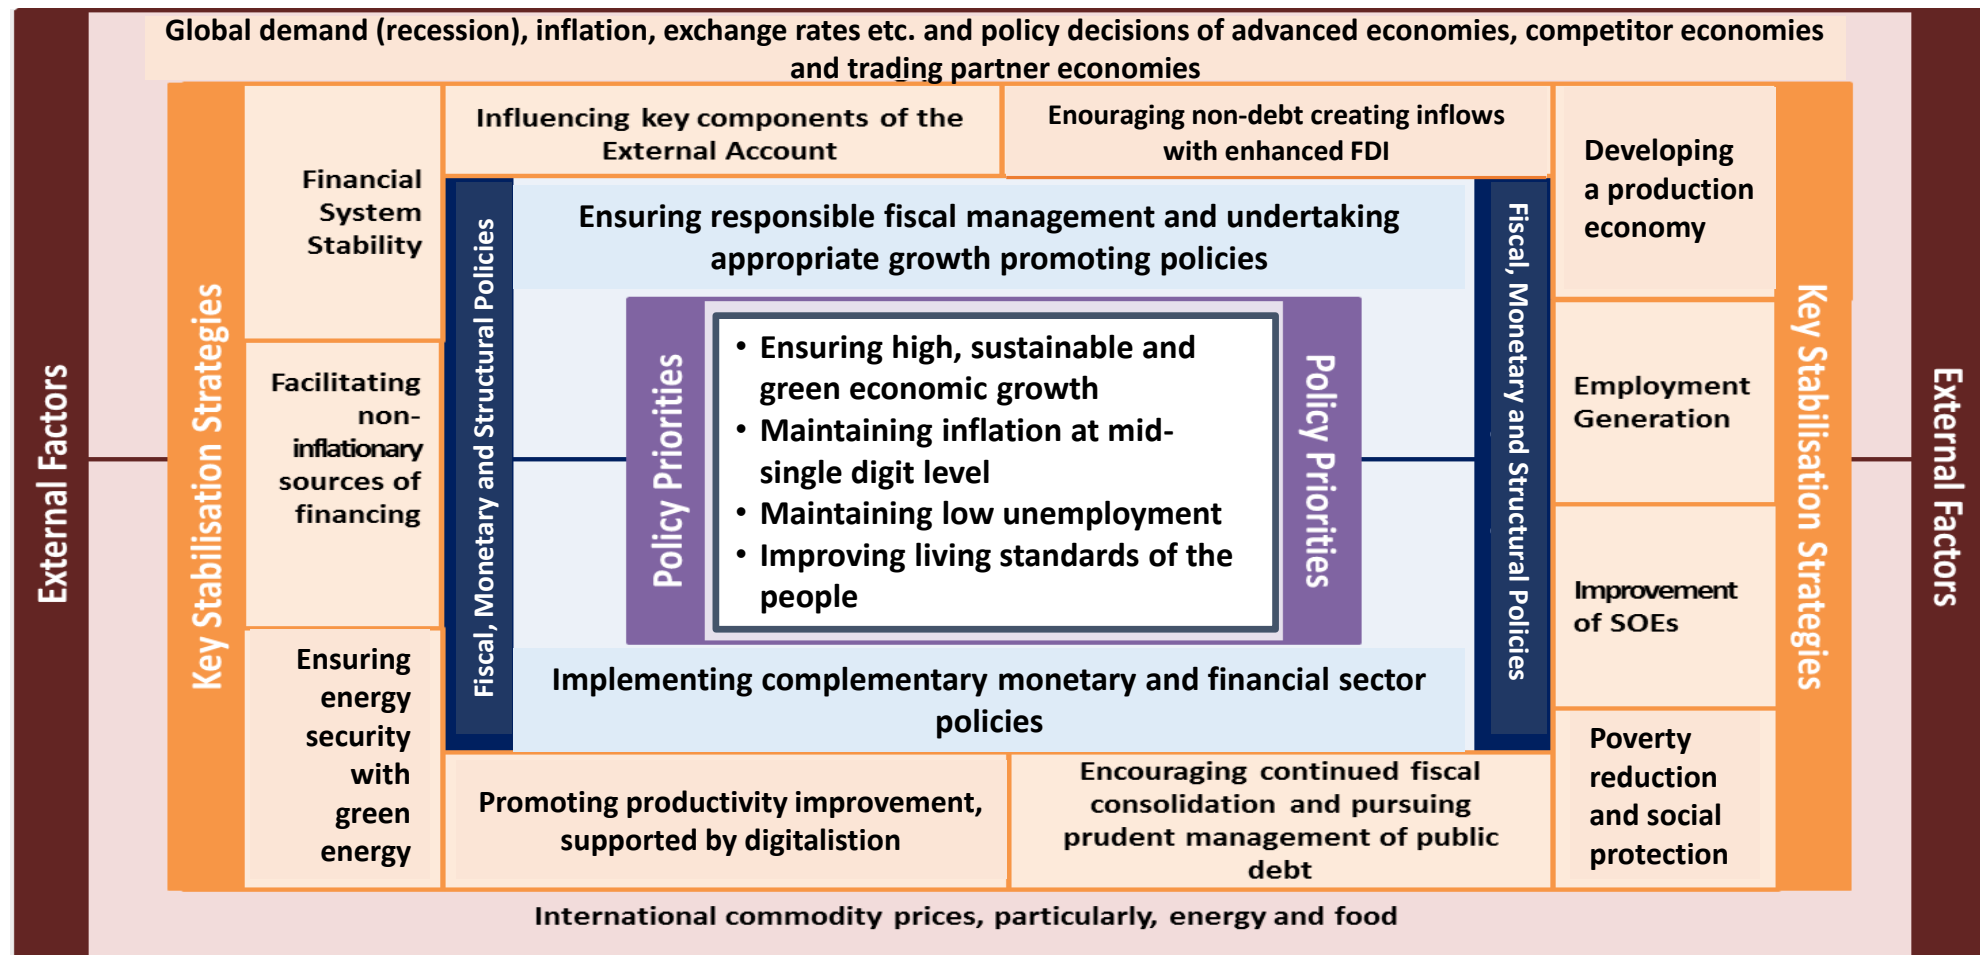 Global demand (recession), inflation, exchange rates etc. and policy decisions of advanced economies, competitor economies
and trading partner economies
External Factors
Key Stabilisation Strategies
Financial
System
Stability
Facilitating
non-
inflationary
sources of
financing
Ensuring
energy
security
with
green
energy
Influencing key components of the
External Account
Enouraging non-debt creating inflows
with enhanced FDI
Fiscal, Monetary and Structural Policies
Ensuring responsible fiscal management and undertaking
appropriate growth promoting policies
Policy Priorities
• Ensuring high, sustainable and
green economic growth
• Maintaining inflation at mid-
single digit level
• Maintaining low unemployment
• Improving living standards of the
people
Policy Priorities
Implementing complementary monetary and financial sector
policies
Fiscal, Monetary and Structural Policies
Promoting productivity improvement,
supported by digitalistion
Encouraging continued fiscal
consolidation and pursuing
prudent management of public
debt
Developing
a production
economy
Employment
Generation
Improvement
of SOEs
Poverty
reduction
and social
protection
Key Stabilisation Strategies
External Factors
International commodity prices, particularly, energy and food